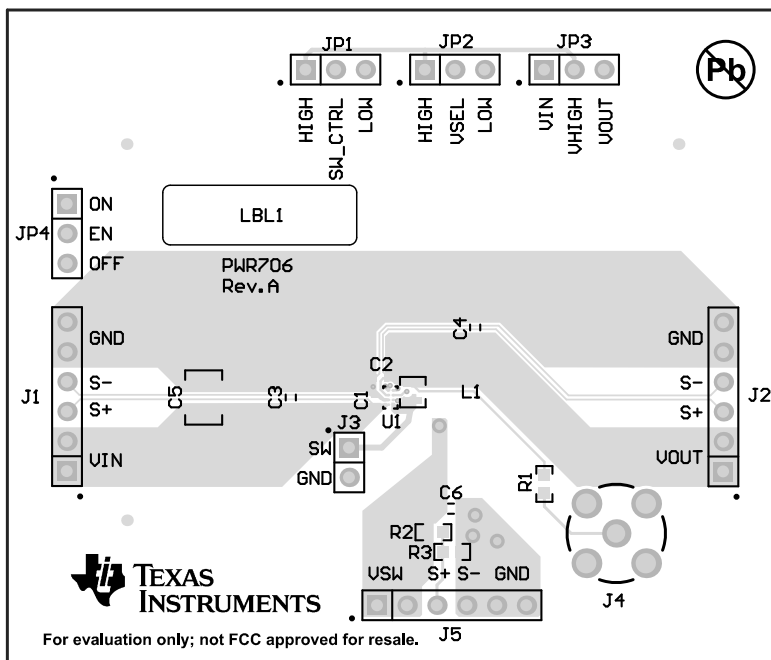 JP1
JP2
JP3
Pb
HIGH
SW_CTRL
LOW
HIGH
VSEL
LOW
VIN
VHIGH
VOUT
JP4
ON
EN
OFF
LBL1
PWR706
Rev.A
J1
GND
S-
S+
VIN
C5
C3
C1
C2
U1
L1
C4
J2
GND
S-
S+
VOUT
J3
SW
GND
R1
C6
R2
R3
VSW
S+
S-
GND
J5
J4
TEXAS
INSTRUMENTS
For evaluation only; not FCC approved for resale.